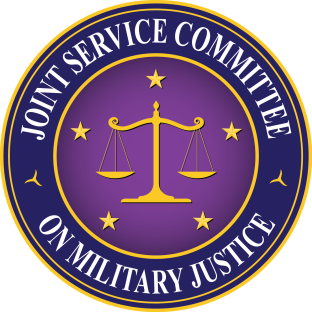 JOINT SERVICE COMMITTEE
ON MILITARY JUSTICE